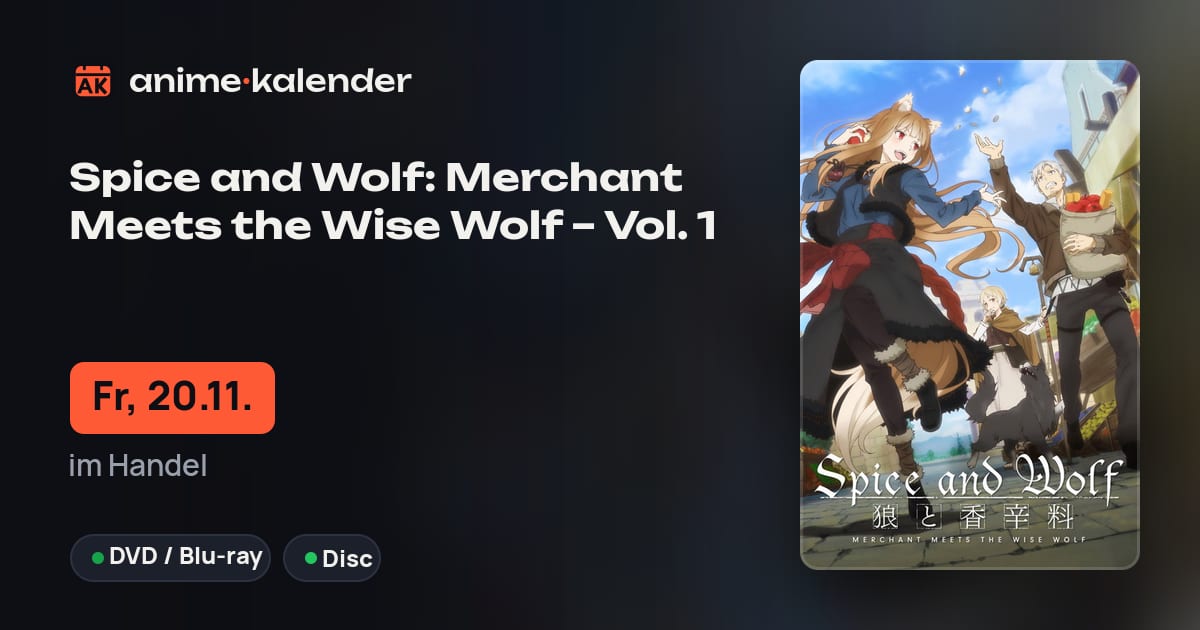 AK anime·kalender
Spice and Wolf: Merchant
Meets the Wise Wolf – Vol. 1
Fr, 20.11.
im Handel
DVD / Blu-ray
Disc
Spice and Wolf
狼と香辛料
MERCHANT MEETS THE WISE WOLF